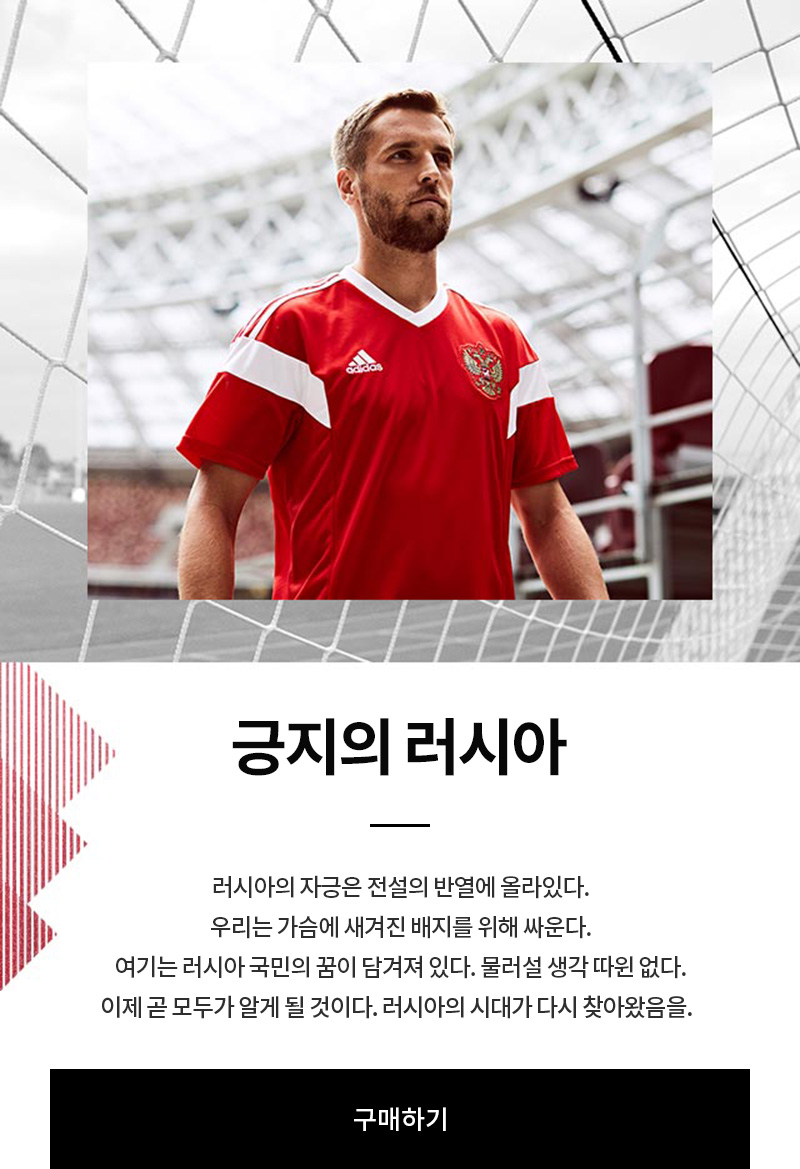 adidas
긍지의 러시아
러시아의 자긍은 전설의 반열에 올라있다.
우리는 가슴에 새겨진 배지를 위해 싸운다.
여기는 러시아 국민의 꿈이 담겨져 있다. 물러설 생각 따윈 없다.
이제 곧 모두가 알게 될 것이다. 러시아의 시대가 다시 찾아왔음을.
구매하기